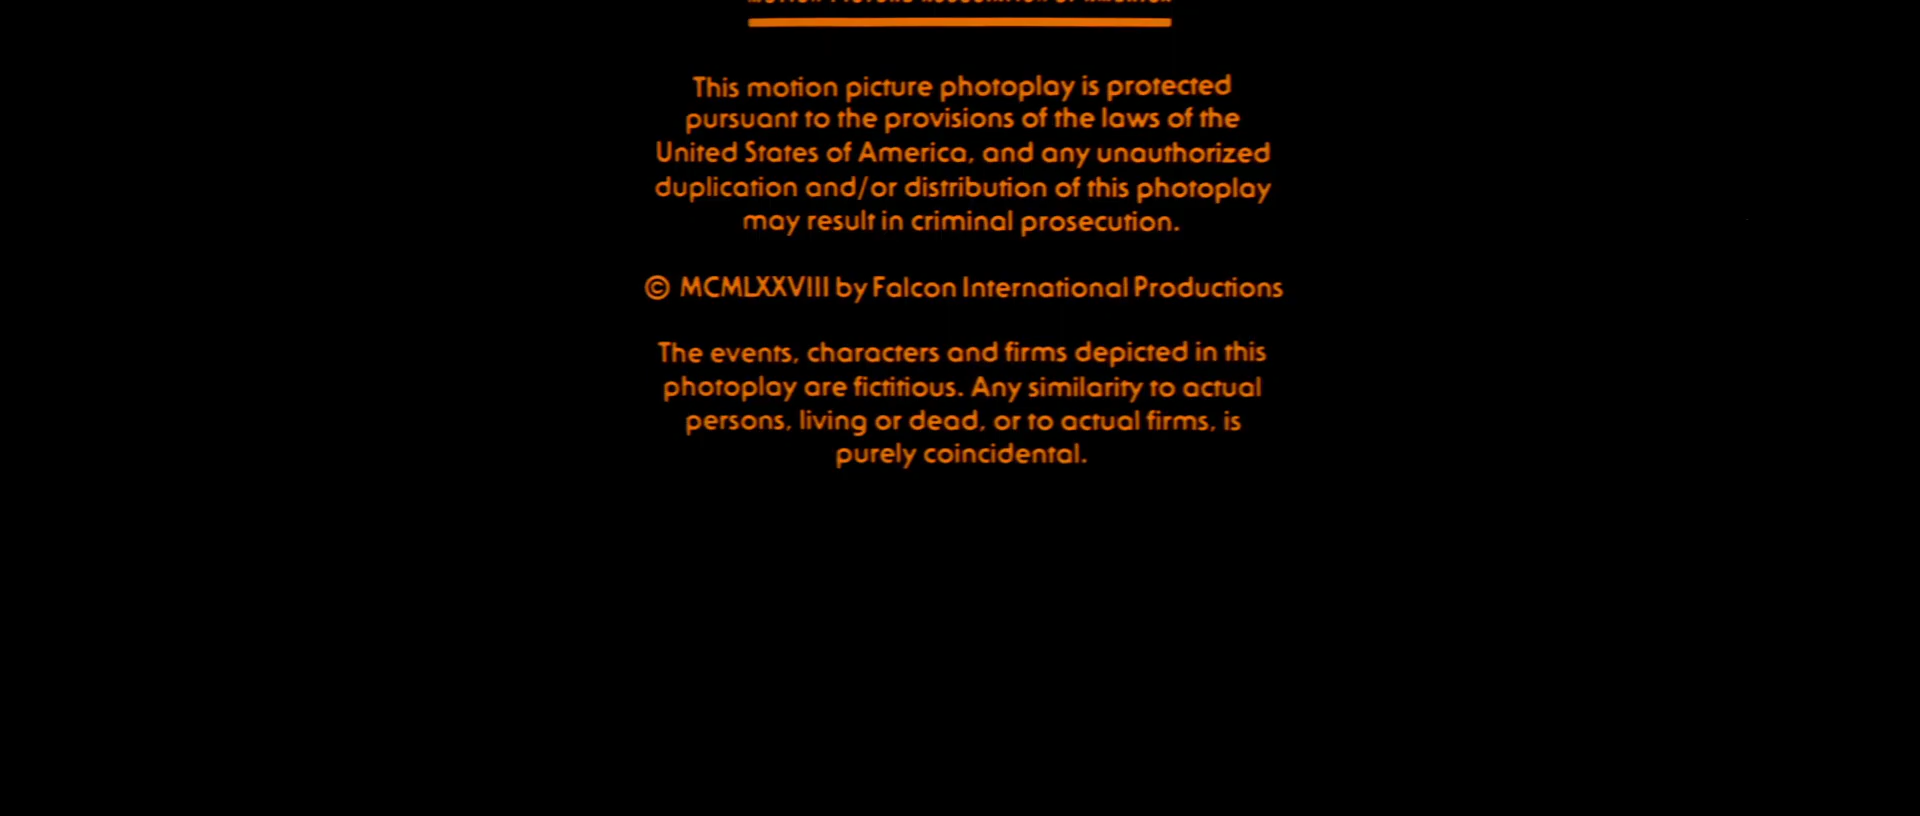 This motion picture photoplay is protected
pursuant to the provisions of the laws of the
United States of America, and any unauthorized
duplication and/or distribution of this photoplay
may result in criminal prosecution.
© MCMLXXVIII by Falcon International Productions
The events, characters and firms depicted in this
photoplay are fictitious. Any similarity to actual
persons, living or dead, or to actual firms, is
purely coincidental.